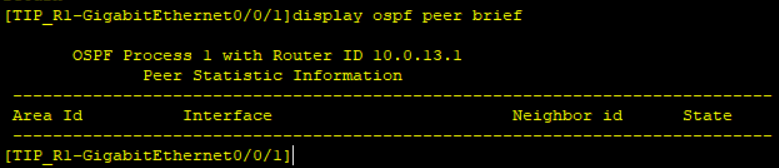 [TIP_R1-GigabitEthernet0/0/1]display ospf peer brief
OSPF Process 1 with Router ID 10.0.13.1
Peer Statistic Information
----------------------------------------------------------------------------
Area Id Interface Neighbor id State
----------------------------------------------------------------------------
[TIP_R1-GigabitEthernet0/0/1]